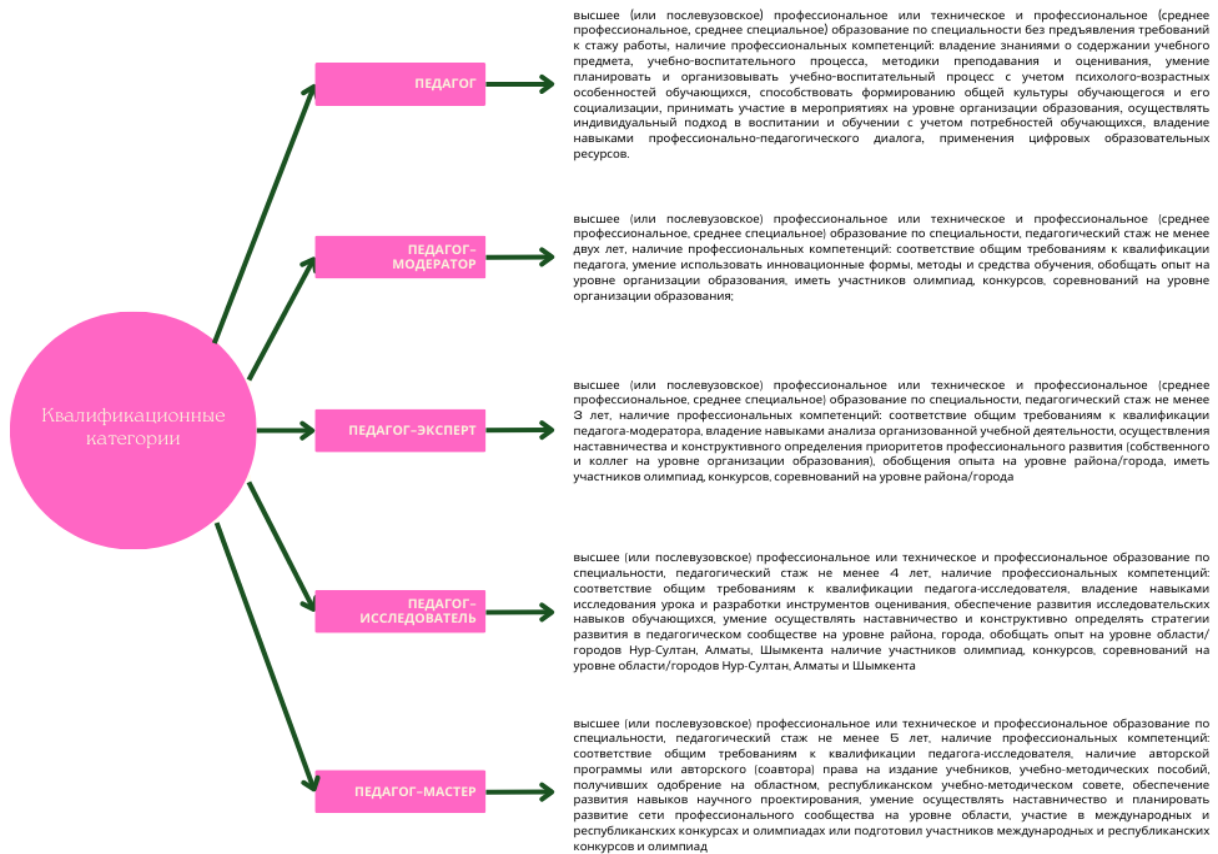 Квалификационные
категории
ПЕДАГОГ
высшее (или послевузовское) профессиональное или техническое и профессиональное (среднее
профессиональное, среднее специальное) образование по специальности без предъявления требований
к стажу работы, наличие профессиональных компетенций: владение знаниями о содержании учебного
предмета, учебно-воспитательного процесса, методики преподавания и оценивания, умение
планировать и организовывать учебно-воспитательный процесс с учетом психолого-возрастных
особенностей обучающихся, способствовать формированию общей культуры обучающегося и его
социализации, принимать участие в мероприятиях на уровне организации образования, осуществлять
индивидуальный подход в воспитании и обучении с учетом потребностей обучающихся, владение
навыками профессионально-педагогического диалога, применения цифровых образовательных
ресурсов.
ПЕДАГОГ-
МОДЕРАТОР
высшее (или послевузовское) профессиональное или техническое и профессиональное (среднее
профессиональное, среднее специальное) образование по специальности, педагогический стаж не менее
двух лет, наличие профессиональных компетенций: соответствие общим требованиям к квалификации
педагога, умение использовать инновационные формы, методы и средства обучения, обобщать опыт на
уровне организации образования, иметь участников олимпиад, конкурсов, соревнований на уровне
организации образования;
ПЕДАГОГ-ЭКСПЕРТ
высшее (или послевузовское) профессиональное или техническое и профессиональное (среднее
профессиональное, среднее специальное) образование по специальности, педагогический стаж не менее
3 лет, наличие профессиональных компетенций: соответствие общим требованиям к квалификации
педагога-модератора, владение навыками анализа организованной учебной деятельности, осуществления
наставничества и конструктивного определения приоритетов профессионального развития (собственного
и коллег на уровне организации образования), обобщения опыта на уровне района/города, иметь
участников олимпиад, конкурсов, соревнований на уровне района/города
ПЕДАГОГ-
ИССЛЕДОВАТЕЛЬ
высшее (или послевузовское) профессиональное или техническое и профессиональное образование по
специальности, педагогический стаж не менее 4 лет, наличие профессиональных компетенций:
соответствие общим требованиям к квалификации педагога-исследователя, владение навыками
исследования урока и разработки инструментов оценивания, обеспечение развития исследовательских
навыков обучающихся, умение осуществлять наставничество и конструктивно определять стратегии
развития в педагогическом сообществе на уровне района, города, обобщать опыт на уровне области/
городов Нур-Султан, Алматы, Шымкента наличие участников олимпиад, конкурсов, соревнований на
уровне области/городов Нур-Султан, Алматы и Шымкента
ПЕДАГОГ-МАСТЕР
высшее (или послевузовское) профессиональное или техническое и профессиональное образование по
специальности, педагогический стаж не менее 5 лет, наличие профессиональных компетенций:
соответствие общим требованиям к квалификации педагога-исследователя, наличие авторской
программы или авторского (соавтора) права на издание учебников, учебно-методических пособий,
получивших одобрение на областном, республиканском учебно-методическом совете, обеспечение
развития навыков научного проектирования, умение осуществлять наставничество и планировать
развитие сети профессионального сообщества на уровне области, участие в международных и
республиканских конкурсах и олимпиадах или подготовил участников международных и республиканских
конкурсов и олимпиад